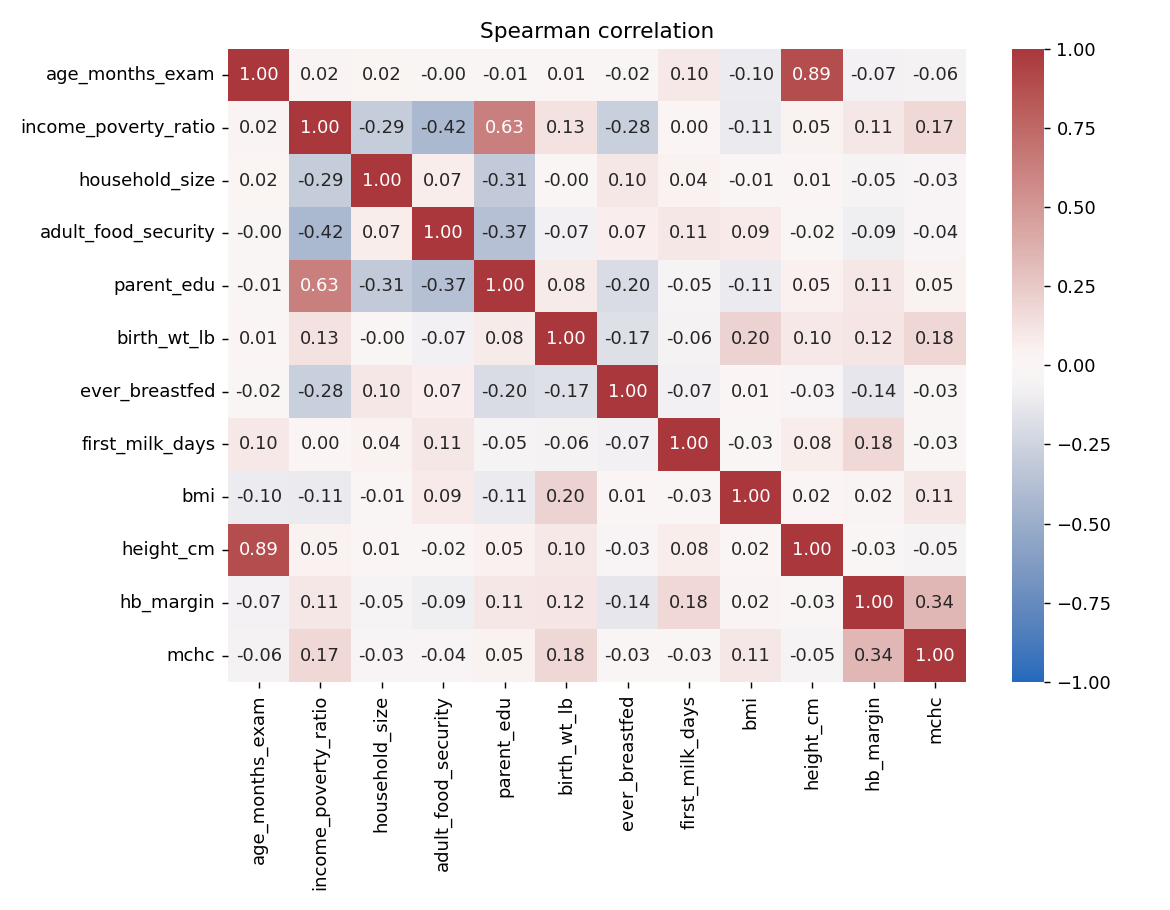 Spearman correlation
age_months_exam 1.00 0.02 0.02 -0.00 -0.01 0.01 -0.02 0.10 -0.10 0.89 -0.07 -0.06
income_poverty_ratio 0.02 1.00 -0.29 -0.42 0.63 0.13 -0.28 0.00 -0.11 0.05 0.11 0.17
household_size 0.02 -0.29 1.00 0.07 -0.31 -0.00 0.10 0.04 -0.01 0.01 -0.05 -0.03
adult_food_security -0.00 -0.42 0.07 1.00 -0.37 -0.07 0.07 0.11 0.09 -0.02 -0.09 -0.04
parent_edu -0.01 0.63 -0.31 -0.37 1.00 0.08 -0.20 -0.05 -0.11 0.05 0.11 0.05
birth_wt_lb 0.01 0.13 -0.00 -0.07 0.08 1.00 -0.17 -0.06 0.20 0.10 0.12 0.18
ever_breastfed -0.02 -0.28 0.10 0.07 -0.20 -0.17 1.00 -0.07 0.01 -0.03 -0.14 -0.03
first_milk_days 0.10 0.00 0.04 0.11 -0.05 -0.06 -0.07 1.00 -0.03 0.08 0.18 -0.03
bmi -0.10 -0.11 -0.01 0.09 -0.11 0.20 0.01 -0.03 1.00 0.02 0.02 0.11
height_cm 0.89 0.05 0.01 -0.02 0.05 0.10 -0.03 0.08 0.02 1.00 -0.03 -0.05
hb_margin -0.07 0.11 -0.05 -0.09 0.11 0.12 -0.14 0.18 0.02 -0.03 1.00 0.34
mchc -0.06 0.17 -0.03 -0.04 0.05 0.18 -0.03 -0.03 0.11 -0.05 0.34 1.00
age_months_exam
income_poverty_ratio
household_size
adult_food_security
parent_edu
birth_wt_lb
ever_breastfed
first_milk_days
bmi
height_cm
hb_margin
mchc
1.00
0.75
0.50
0.25
0.00
−0.25
−0.50
−0.75
−1.00